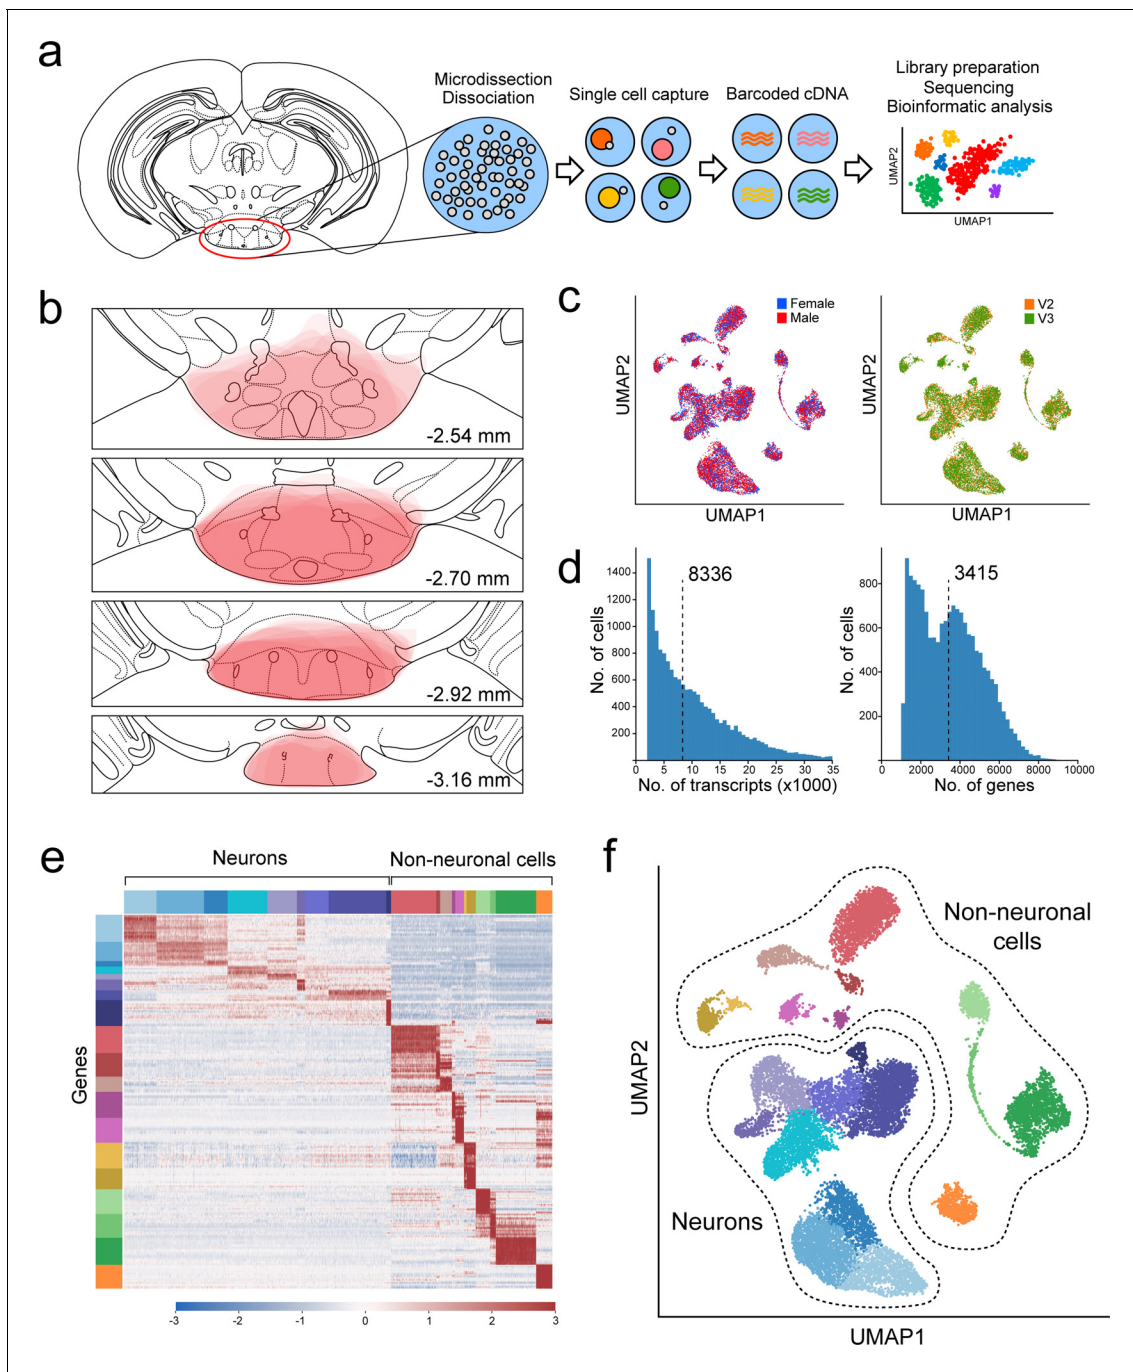 a
Microdissection
Dissociation
Single cell capture
Barcoded cDNA
Library preparation
Sequencing
Bioinformatic analysis
UMAP2
UMAP1
b
-2.54 mm
-2.70 mm
-2.92 mm
-3.16 mm
c
Female
Male
UMAP2
UMAP1
V2
V3
UMAP2
UMAP1
d
8336
No. of cells
1400
1200
1000
800
600
400
200
0 5 10 15 20 25 30 35
No. of transcripts (x1000)
3415
No. of cells
800
600
400
200
0 2000 4000 6000 8000 10000
No. of genes
e
Neurons
Non-neuronal cells
Genes
-3 -2 -1 0 1 2 3
f
Non-neuronal
cells
Neurons
UMAP2
UMAP1